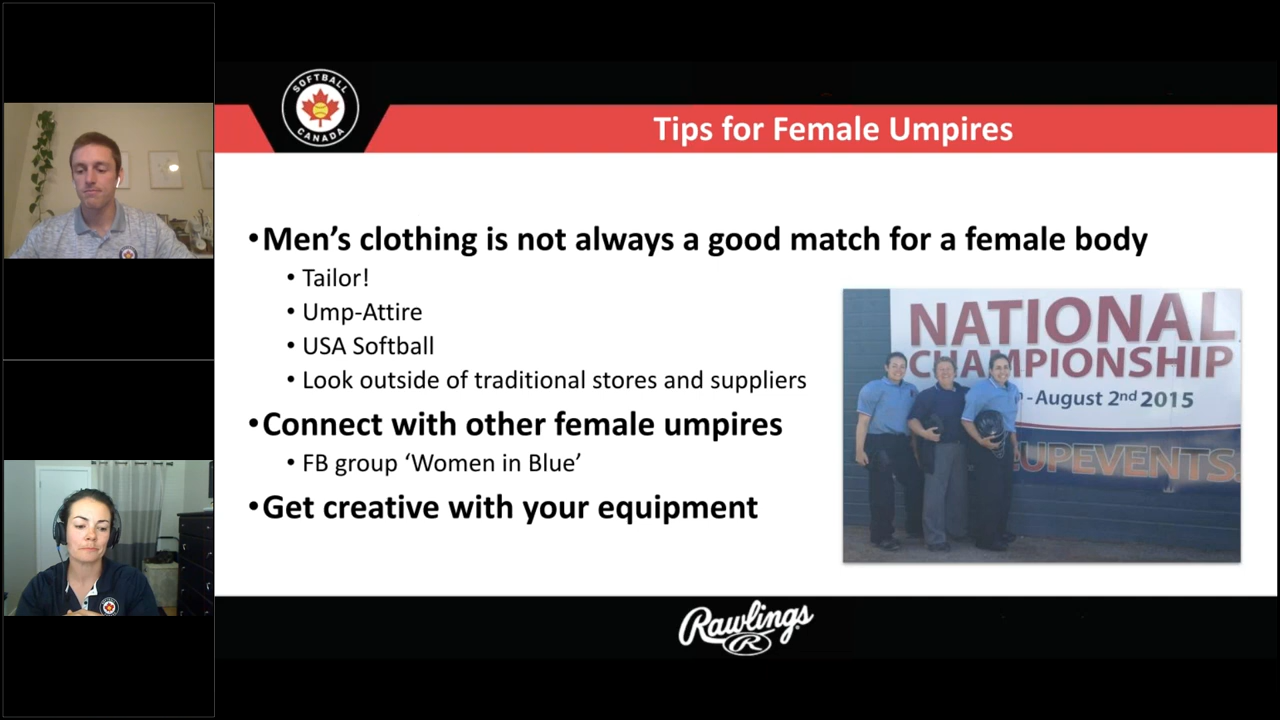 SOFTBALL
CANADA
Tips for Female Umpires
•Men’s clothing is not always a good match for a female body
• Tailor!
• Ump-Attire
• USA Softball
• Look outside of traditional stores and suppliers
•Connect with other female umpires
• FB group ‘Women in Blue’
•Get creative with your equipment
NATIONAL
CHAMPIONSHIP
-August 2nd 2015
UPEVENTS.
Rawlings
R